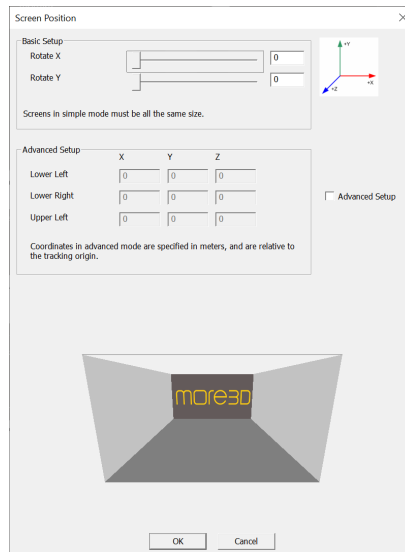 Screen Position
Basic Setup
Rotate X
0
Rotate Y
0
+Y
+X
+Z
Screens in simple mode must be all the same size.
Advanced Setup
X Y Z
Lower Left 0 0 0
Lower Right 0 0 0
Upper Left 0 0 0
Advanced Setup
Coordinates in advanced mode are specified in meters, and are relative to
the tracking origin.
more3D
OK Cancel